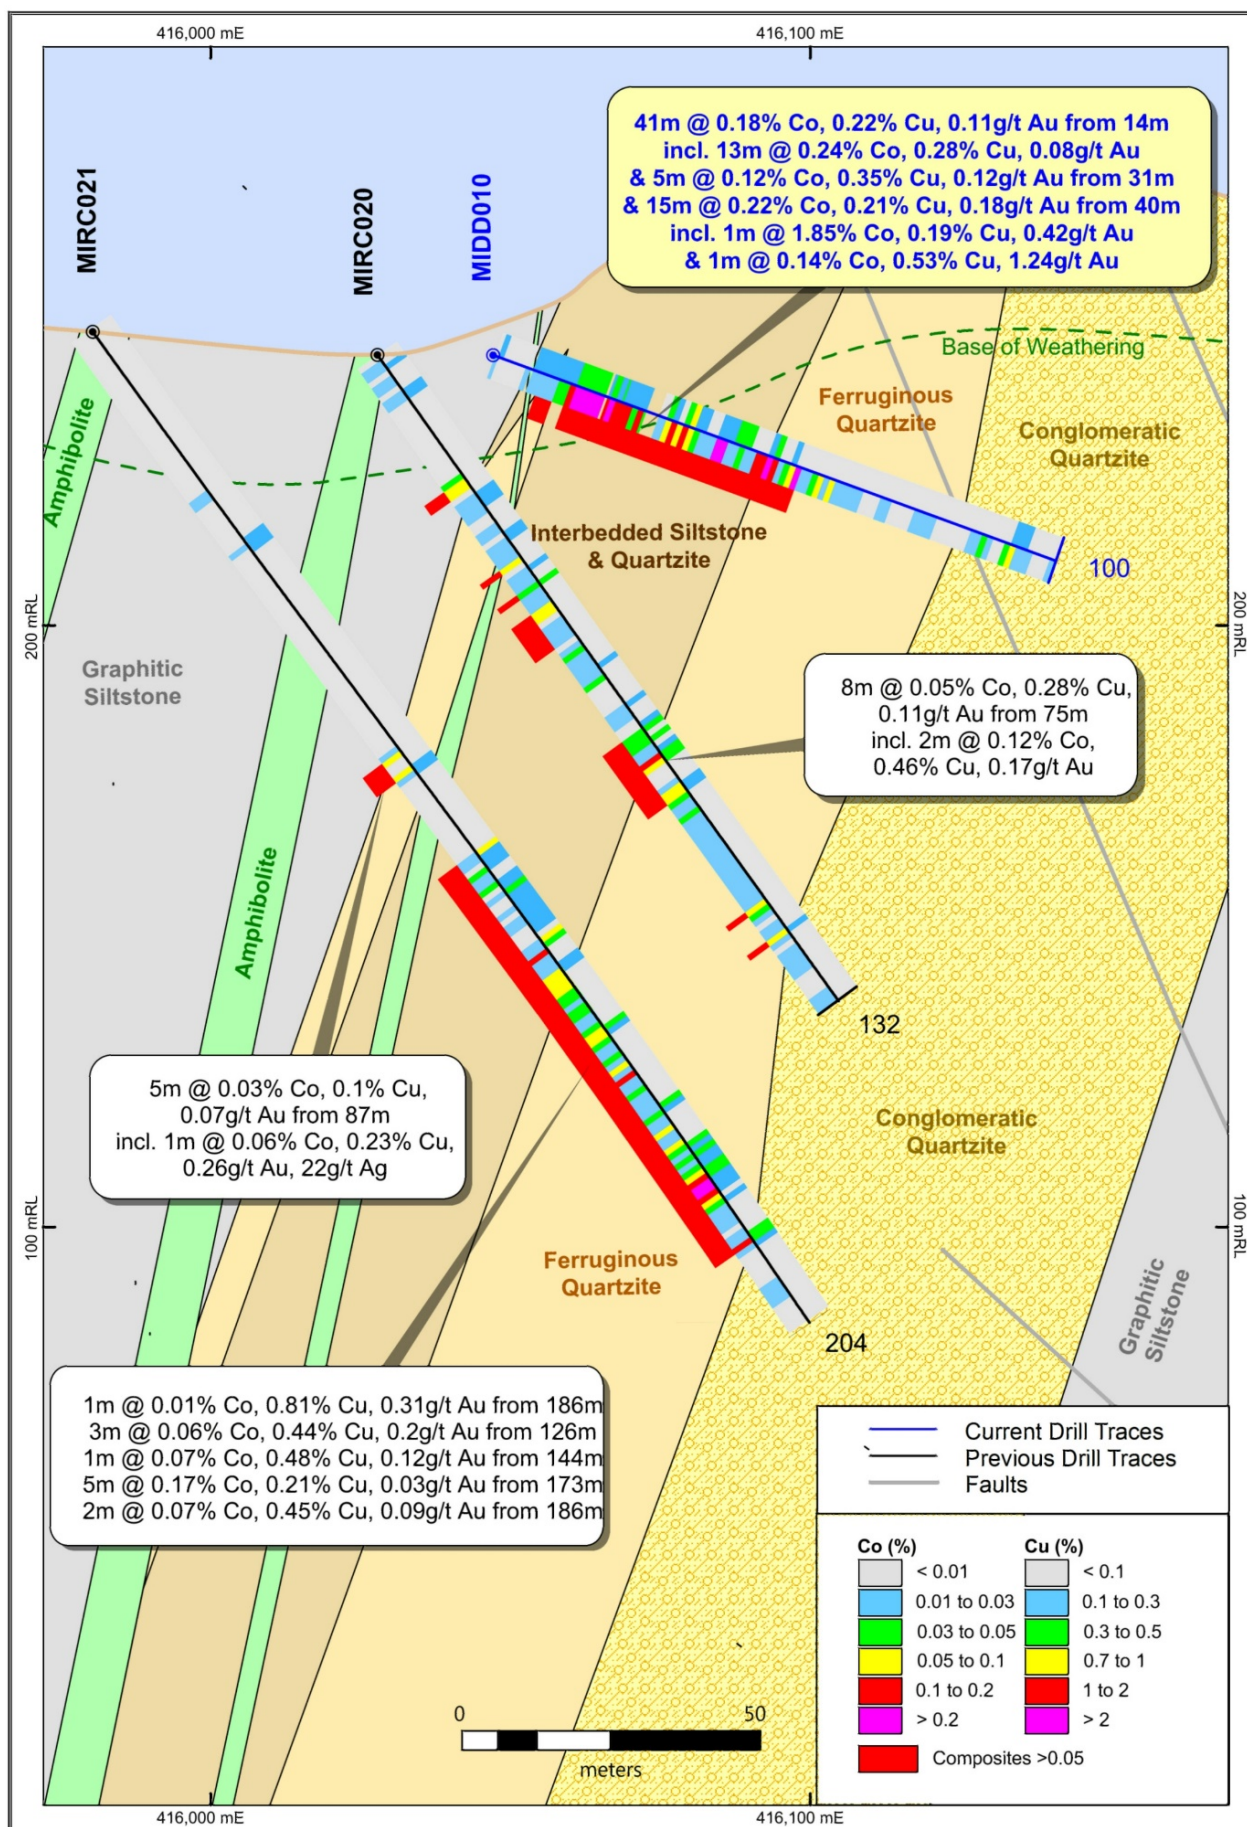 416,000 mE
416,100 mE
MIRC021
MIRC020
MIDD010
41m @ 0.18% Co, 0.22% Cu, 0.11g/t Au from 14m
incl. 13m @ 0.24% Co, 0.28% Cu, 0.08g/t Au
& 5m @ 0.12% Co, 0.35% Cu, 0.12g/t Au from 31m
& 15m @ 0.22% Co, 0.21% Cu, 0.18g/t Au from 40m
incl. 1m @ 1.85% Co, 0.19% Cu, 0.42g/t Au
& 1m @ 0.14% Co, 0.53% Cu, 1.24g/t Au
Base of Weathering
Ferruginous
Quartzite
Conglomeratic
Quartzite
Amphibolite
Interbedded Siltstone
& Quartzite
100
200 mRL
200 mRL
Graphitic
Siltstone
8m @ 0.05% Co, 0.28% Cu,
0.11g/t Au from 75m
incl. 2m @ 0.12% Co,
0.46% Cu, 0.17g/t Au
Amphibolite
132
5m @ 0.03% Co, 0.1% Cu,
0.07g/t Au from 87m
incl. 1m @ 0.06% Co, 0.23% Cu,
0.26g/t Au, 22g/t Ag
Conglomeratic
Quartzite
100 mRL
100 mRL
Ferruginous
Quartzite
Graphitic
Siltstone
204
1m @ 0.01% Co, 0.81% Cu, 0.31g/t Au from 186m
3m @ 0.06% Co, 0.44% Cu, 0.2g/t Au from 126m
1m @ 0.07% Co, 0.48% Cu, 0.12g/t Au from 144m
5m @ 0.17% Co, 0.21% Cu, 0.03g/t Au from 173m
2m @ 0.07% Co, 0.45% Cu, 0.09g/t Au from 186m
Current Drill Traces
Previous Drill Traces
Faults
Co (%) Cu (%)
< 0.01 < 0.1
0.01 to 0.03 0.1 to 0.3
0.03 to 0.05 0.3 to 0.5
0.05 to 0.1 0.7 to 1
0.1 to 0.2 1 to 2
> 0.2 > 2
Composites >0.05
0 50
meters
416,000 mE
416,100 mE